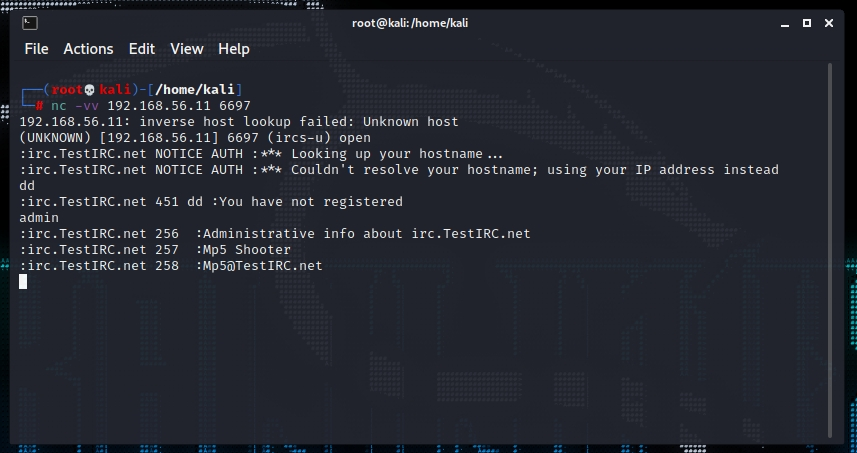 root@kali:/home/kali
File Actions Edit View Help
┌──(root💀kali)-[/home/kali]
└─# nc -vv 192.168.56.11 6697
192.168.56.11: inverse host lookup failed: Unknown host
(UNKNOWN) [192.168.56.11] 6697 (ircs-u) open
:irc.TestIRC.net NOTICE AUTH :*** Looking up your hostname...
:irc.TestIRC.net NOTICE AUTH :*** Couldn't resolve your hostname; using your IP address instead
dd
:irc.TestIRC.net 451 dd :You have not registered
admin
:irc.TestIRC.net 256  :Administrative info about irc.TestIRC.net
:irc.TestIRC.net 257  :Mp5 Shooter
:irc.TestIRC.net 258  :Mp5@TestIRC.net